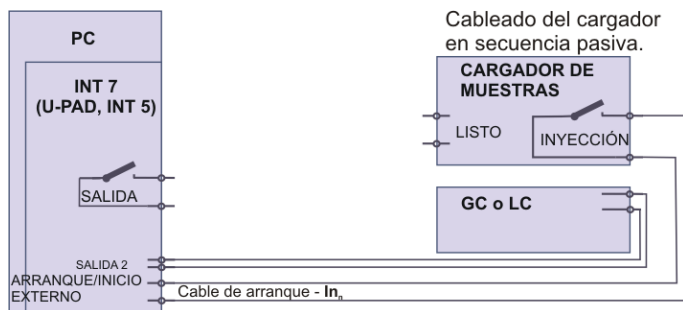 Cableado del cargador
en secuencia pasiva.
PC
INT 7
(U-PAD, INT 5)
SALIDA
SALIDA 2
ARRANQUE/INICIO
EXTERNO
Cable de arranque - Inₙ
CARGADOR DE
MUESTRAS
LISTO
INYECCIÓN
GC o LC